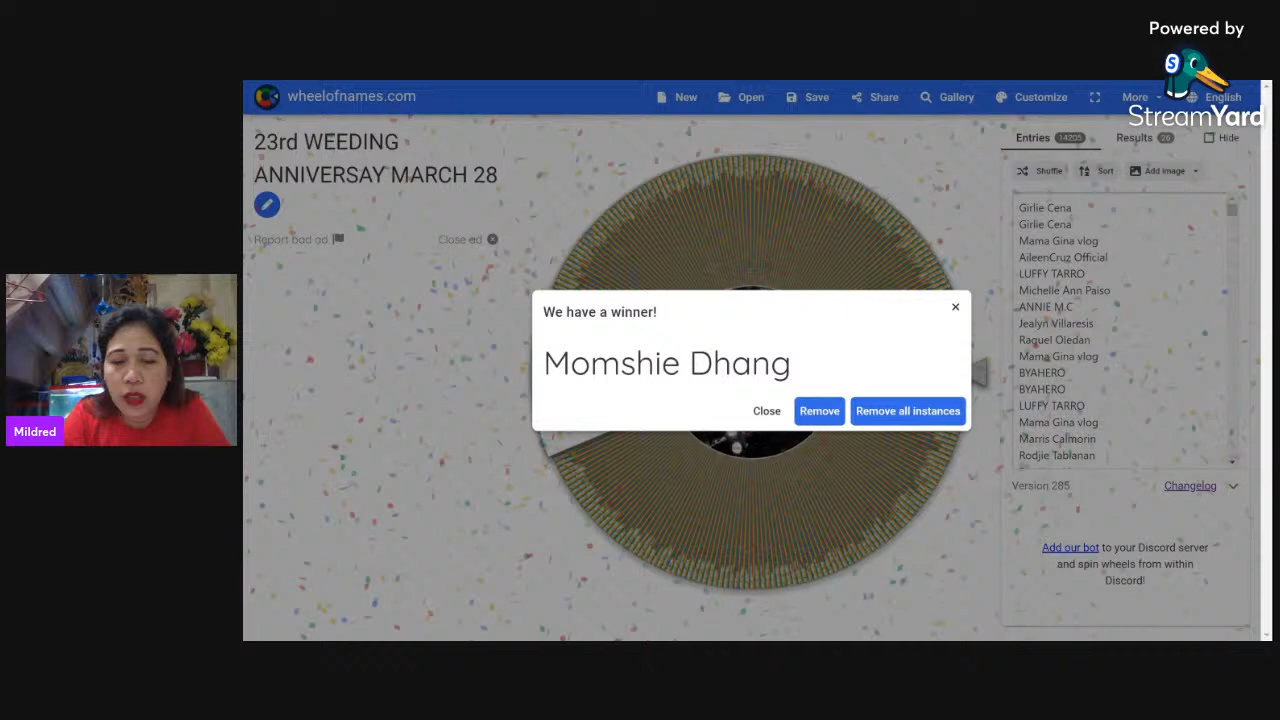 Powered by
StreamYard
wheelofnames.com
New
Open
Save
Share
Gallery
Customize
More
English
23rd WEEDING
ANNIVERSAY MARCH 28
Report bad ad
Close ad
Entries 14205
Results
Hide
Shuffle
Sort
Add image
Girlie Cena
Girlie Cena
Mama Gina vlog
AileenCruz Official
LUFFY TARRO
Michelle Ann Paiso
ANNIE M.C
Jealyn Villaresis
Raquel Oledan
Mama Gina vlog
BYAHERO
BYAHERO
LUFFY TARRO
Mama Gina vlog
Marris Calmorin
Rodjie Tablanan
Version 285
Changelog
Add our bot to your Discord server
and spin wheels from within
Discord!
We have a winner!
Momshie Dhang
Close
Remove
Remove all instances
Mildred